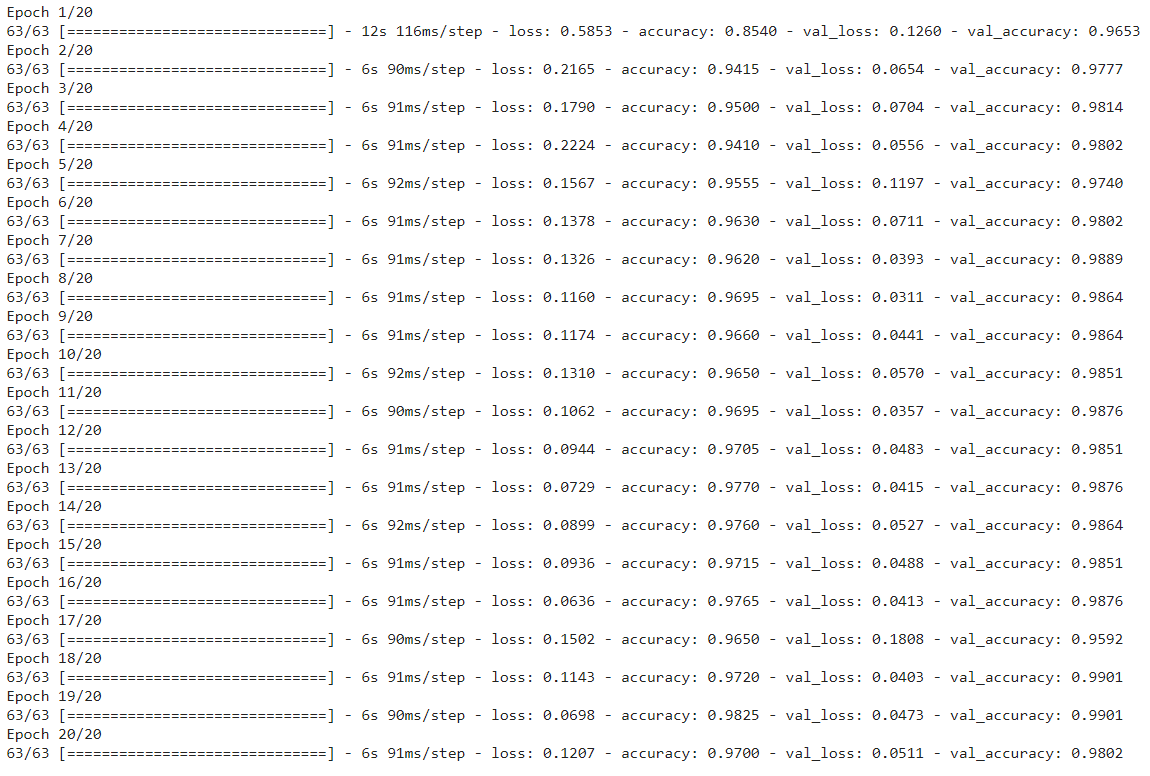 Epoch 1/20
63/63 [==============================] - 12s 116ms/step - loss: 0.5853 - accuracy: 0.8540 - val_loss: 0.1260 - val_accuracy: 0.9653
Epoch 2/20
63/63 [==============================] - 6s 90ms/step - loss: 0.2165 - accuracy: 0.9415 - val_loss: 0.0654 - val_accuracy: 0.9777
Epoch 3/20
63/63 [==============================] - 6s 91ms/step - loss: 0.1790 - accuracy: 0.9500 - val_loss: 0.0704 - val_accuracy: 0.9814
Epoch 4/20
63/63 [==============================] - 6s 91ms/step - loss: 0.2224 - accuracy: 0.9410 - val_loss: 0.0556 - val_accuracy: 0.9802
Epoch 5/20
63/63 [==============================] - 6s 92ms/step - loss: 0.1567 - accuracy: 0.9555 - val_loss: 0.1197 - val_accuracy: 0.9740
Epoch 6/20
63/63 [==============================] - 6s 91ms/step - loss: 0.1378 - accuracy: 0.9630 - val_loss: 0.0711 - val_accuracy: 0.9802
Epoch 7/20
63/63 [==============================] - 6s 91ms/step - loss: 0.1326 - accuracy: 0.9620 - val_loss: 0.0393 - val_accuracy: 0.9889
Epoch 8/20
63/63 [==============================] - 6s 91ms/step - loss: 0.1160 - accuracy: 0.9695 - val_loss: 0.0311 - val_accuracy: 0.9864
Epoch 9/20
63/63 [==============================] - 6s 91ms/step - loss: 0.1174 - accuracy: 0.9660 - val_loss: 0.0441 - val_accuracy: 0.9864
Epoch 10/20
63/63 [==============================] - 6s 92ms/step - loss: 0.1310 - accuracy: 0.9650 - val_loss: 0.0570 - val_accuracy: 0.9851
Epoch 11/20
63/63 [==============================] - 6s 90ms/step - loss: 0.1062 - accuracy: 0.9695 - val_loss: 0.0357 - val_accuracy: 0.9876
Epoch 12/20
63/63 [==============================] - 6s 91ms/step - loss: 0.0944 - accuracy: 0.9705 - val_loss: 0.0483 - val_accuracy: 0.9851
Epoch 13/20
63/63 [==============================] - 6s 91ms/step - loss: 0.0729 - accuracy: 0.9770 - val_loss: 0.0415 - val_accuracy: 0.9876
Epoch 14/20
63/63 [==============================] - 6s 92ms/step - loss: 0.0899 - accuracy: 0.9760 - val_loss: 0.0527 - val_accuracy: 0.9864
Epoch 15/20
63/63 [==============================] - 6s 91ms/step - loss: 0.0936 - accuracy: 0.9715 - val_loss: 0.0488 - val_accuracy: 0.9851
Epoch 16/20
63/63 [==============================] - 6s 91ms/step - loss: 0.0636 - accuracy: 0.9765 - val_loss: 0.0413 - val_accuracy: 0.9876
Epoch 17/20
63/63 [==============================] - 6s 90ms/step - loss: 0.1502 - accuracy: 0.9650 - val_loss: 0.1808 - val_accuracy: 0.9592
Epoch 18/20
63/63 [==============================] - 6s 91ms/step - loss: 0.1143 - accuracy: 0.9720 - val_loss: 0.0403 - val_accuracy: 0.9901
Epoch 19/20
63/63 [==============================] - 6s 90ms/step - loss: 0.0698 - accuracy: 0.9825 - val_loss: 0.0473 - val_accuracy: 0.9901
Epoch 20/20
63/63 [==============================] - 6s 91ms/step - loss: 0.1207 - accuracy: 0.9700 - val_loss: 0.0511 - val_accuracy: 0.9802